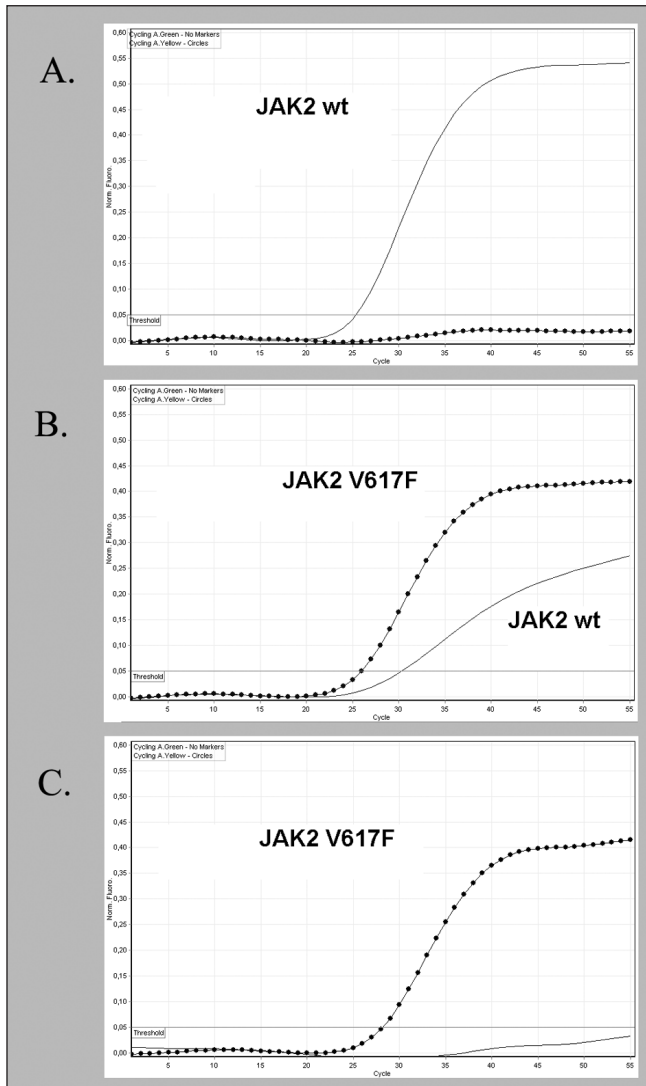 A.
Cycling A.Green - No Markers
Cycling A.Yellow - Circles
JAK2 wt
Norm. Fluoro.
0,60
0,55
0,50
0,45
0,40
0,35
0,30
0,25
0,20
0,15
0,10
0,05
0,00
Threshold
5 10 15 20 25 30 35 40 45 50 55
Cycle
B.
Cycling A.Green - No Markers
Cycling A.Yellow - Circles
JAK2 V617F
JAK2 wt
Norm. Fluoro.
0,60
0,55
0,50
0,45
0,40
0,35
0,30
0,25
0,20
0,15
0,10
0,05
0,00
Threshold
5 10 15 20 25 30 35 40 45 50 55
Cycle
C.
Cycling A.Green - No Markers
Cycling A.Yellow - Circles
JAK2 V617F
Norm. Fluoro.
0,60
0,55
0,50
0,45
0,40
0,35
0,30
0,25
0,20
0,15
0,10
0,05
0,00
Threshold
5 10 15 20 25 30 35 40 45 50 55
Cycle